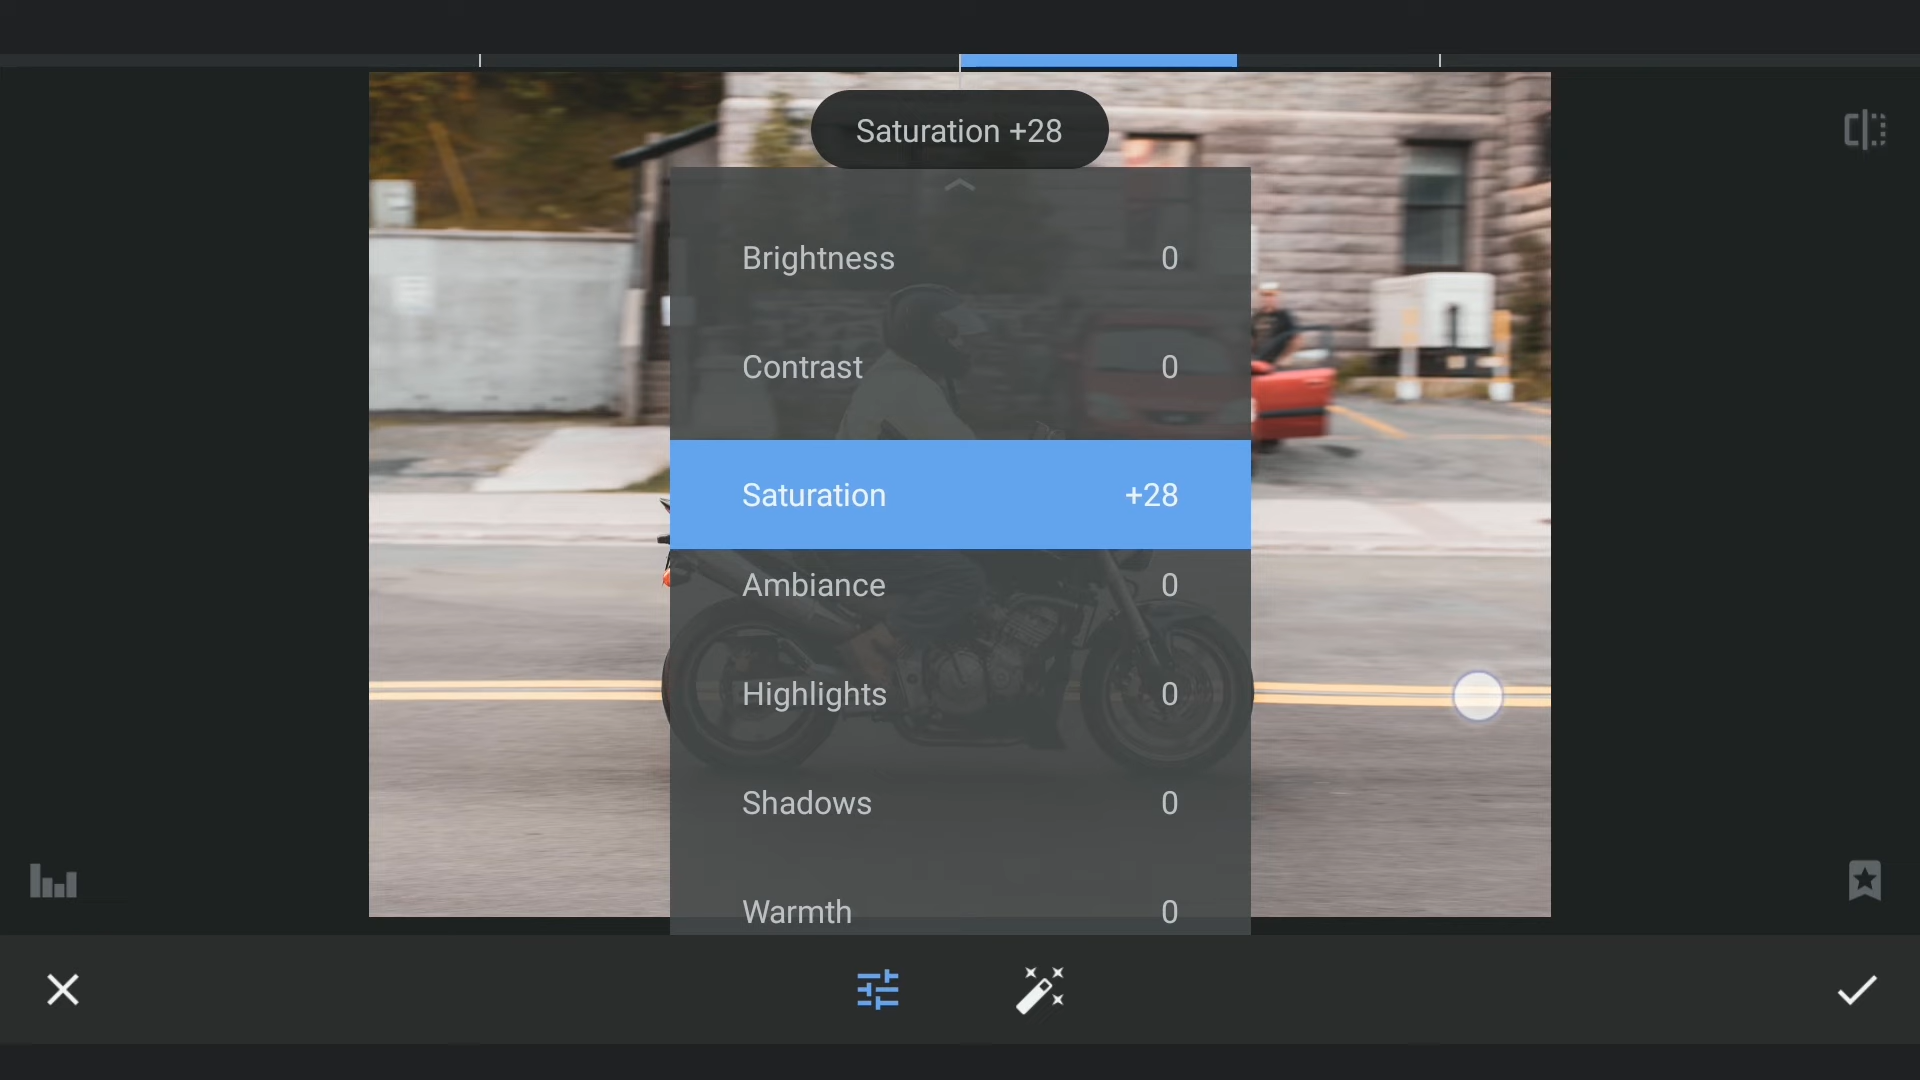 Saturation +28
Brightness 0
Contrast 0
Saturation +28
Ambiance 0
Highlights 0
Shadows 0
Warmth 0